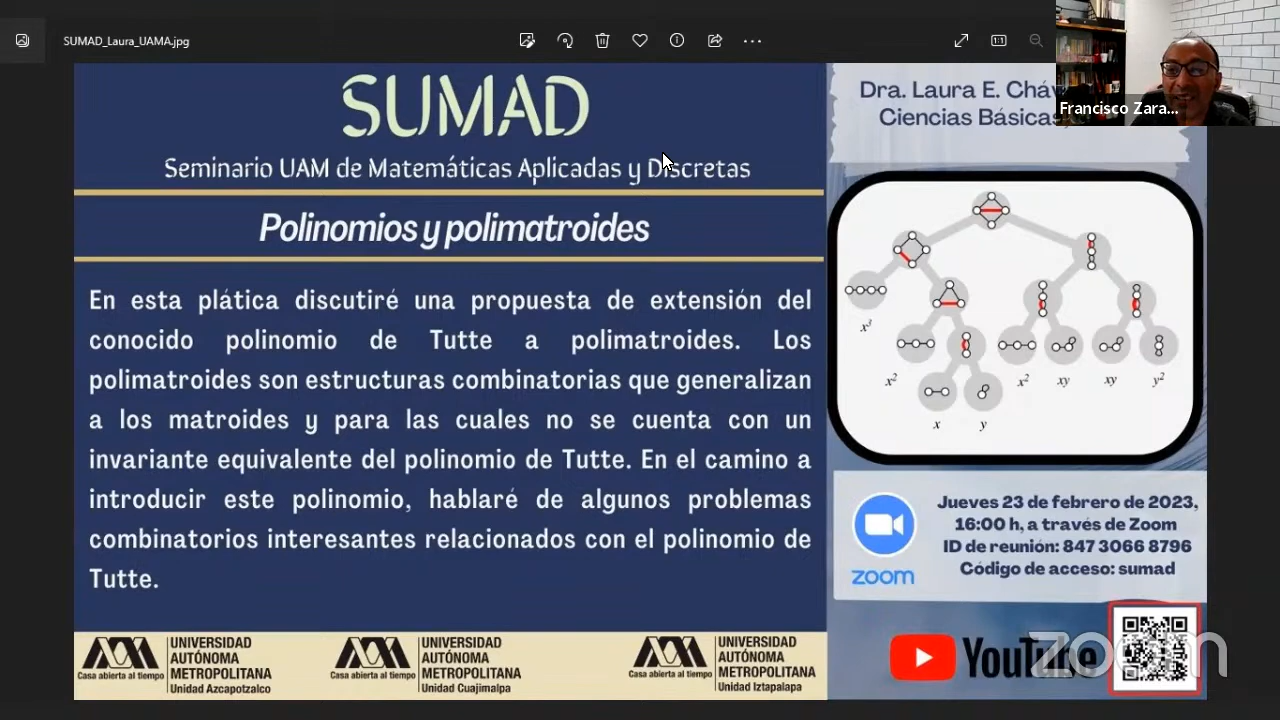 SUMAD_Laura_UAMA.jpg
1:1
Francisco Zara...
SUMAD
Seminario UAM de Matemáticas Aplicadas y Discretas
Polinomios y polimatroides
En esta plática discutiré una propuesta de extensión del
conocido polinomio de Tutte a polimatroides. Los
polimatroides son estructuras combinatorias que generalizan
a los matroides y para las cuales no se cuenta con un
invariante equivalente del polinomio de Tutte. En el camino a
introducir este polinomio, hablaré de algunos problemas
combinatorios interesantes relacionados con el polinomio de
Tutte.
Casa abierta al tiempo
UNIVERSIDAD
AUTÓNOMA
METROPOLITANA
Unidad Azcapotzalco
Casa abierta al tiempo
UNIVERSIDAD
AUTÓNOMA
METROPOLITANA
Unidad Cuajimalpa
Casa abierta al tiempo
UNIVERSIDAD
AUTÓNOMA
METROPOLITANA
Unidad Iztapalapa
Dra. Laura E.
Ciencias
x³
x²
x²
xy
xy
y²
x
y
zoom
Jueves 23 de febrero de 2023,
16:00 h, a través de Zoom
ID de reunión: 847 3066 8796
Código de acceso: sumad
YouTube
zoom